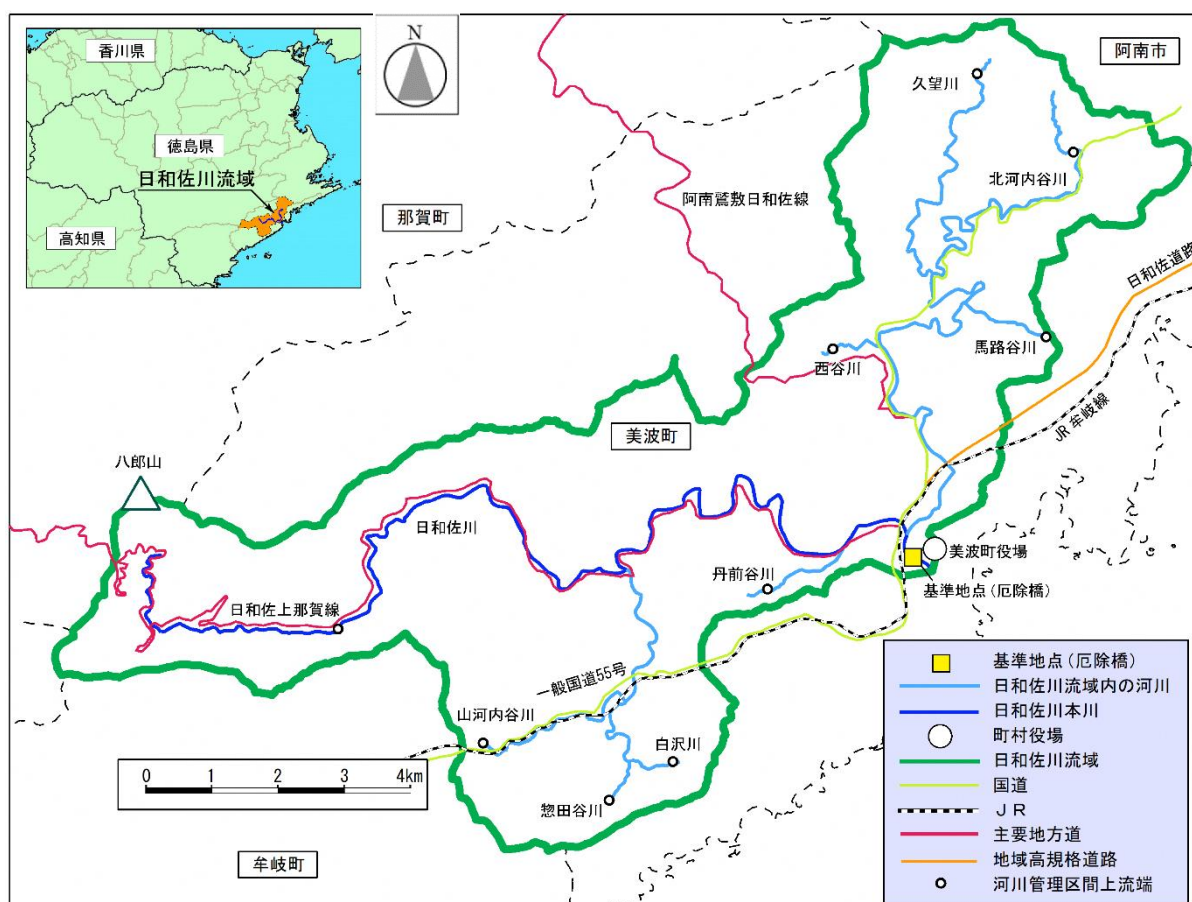 香川県
徳島県
日和佐川流域
高知県
N
那賀町
阿南市
久望川
北河内谷川
阿南鷲敷日和佐線
日和佐道路
馬路谷川
西谷川
JR 牟岐線
美波町
八郎山
日和佐川
美波町役場
丹前谷川
基準地点(厄除橋)
日和佐上那賀線
一般国道55号
山河内谷川
白沢川
惣田谷川
0 1 2 3 4km
牟岐町
基準地点(厄除橋)
日和佐川流域内の河川
日和佐川本川
町村役場
日和佐川流域
国道
JR
主要地方道
地域高規格道路
河川管理区間上流端